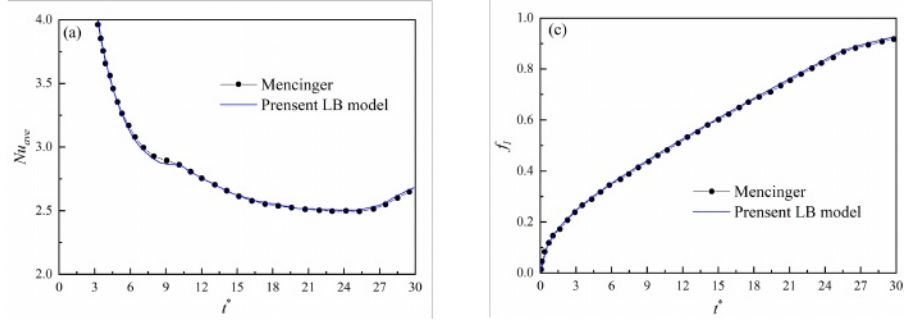 (a)
4.0
3.5
3.0
2.5
2.0
Nu_ave
Mencinger
Prensent LB model
0 3 6 9 12 15 18 21 24 27 30
t*
(c)
1.0
0.8
0.6
0.4
0.2
0.0
f_l
Mencinger
Prensent LB model
0 3 6 9 12 15 18 21 24 27 30
t*